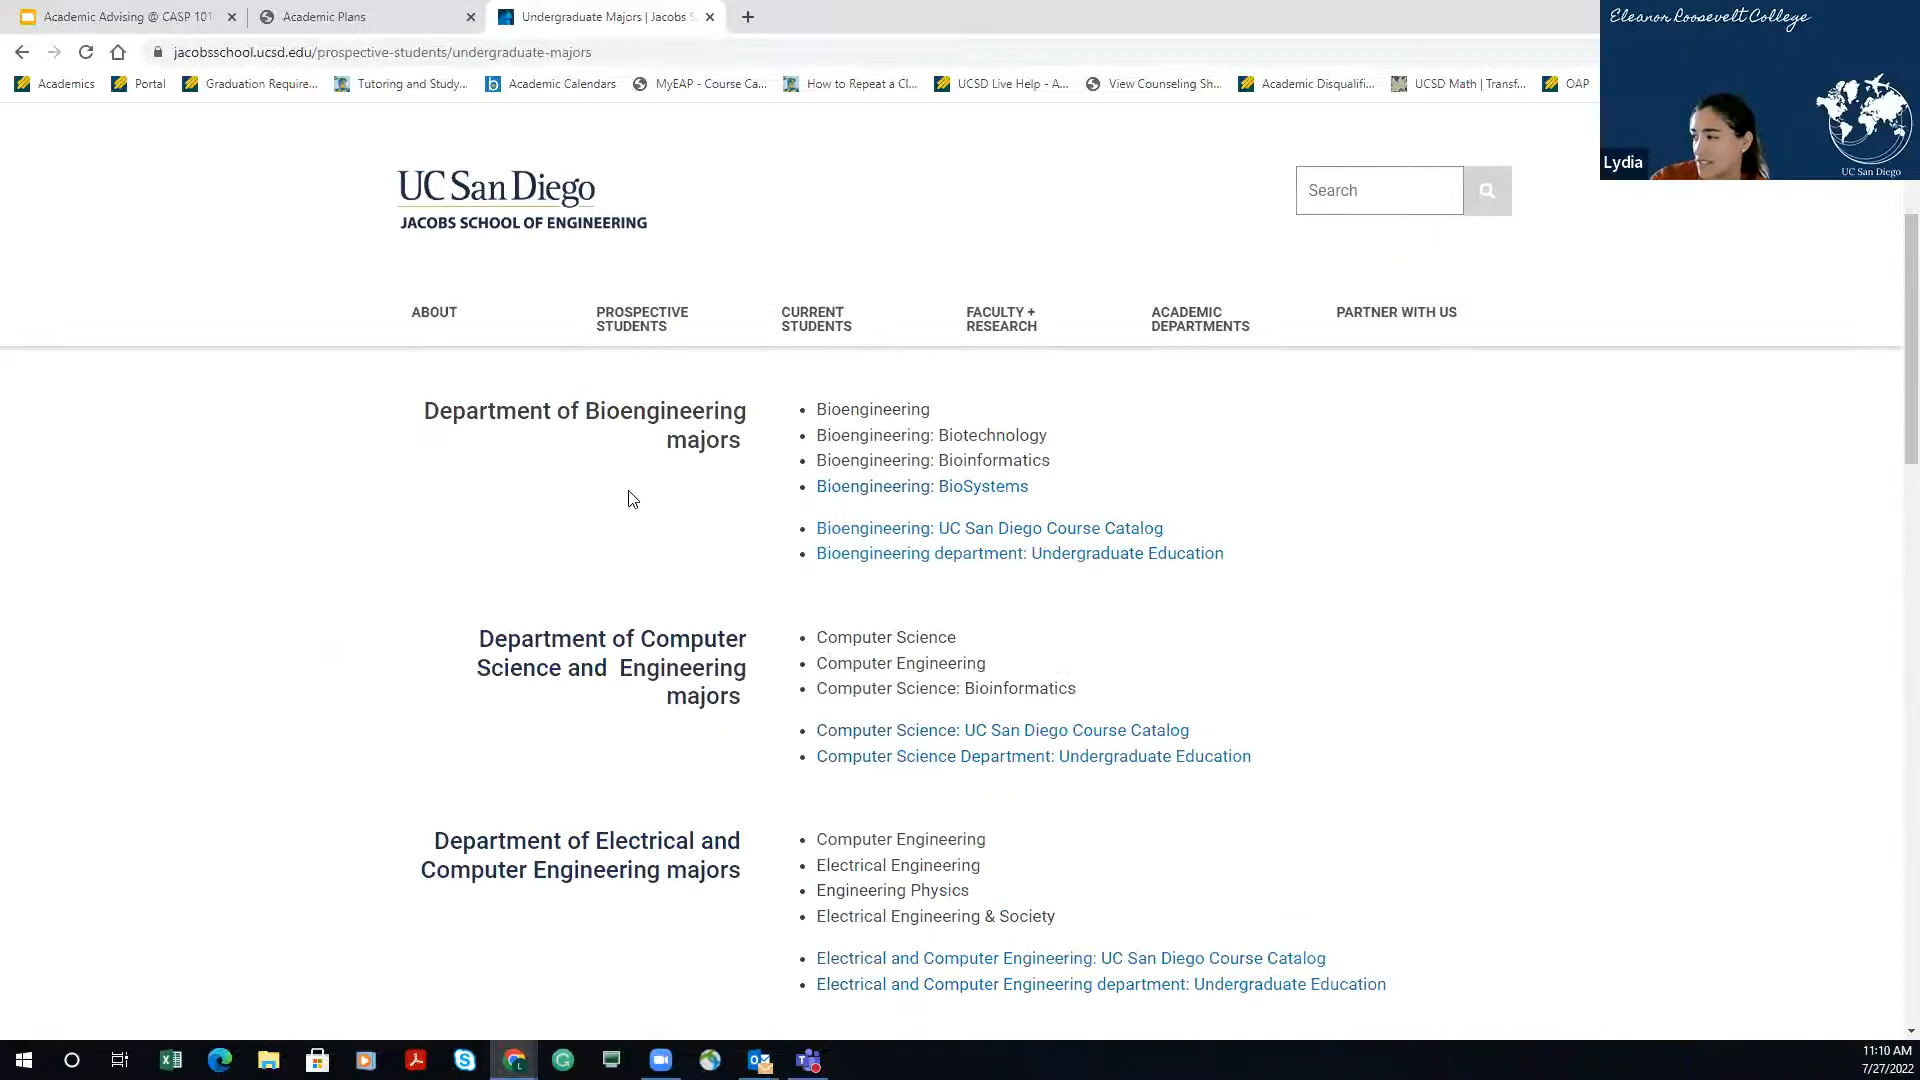 Academic Advising @ CASP 101
Academic Plans
Undergraduate Majors | Jacobs S
Eleanor Roosevelt College
jacobsschool.ucsd.edu/prospective-students/undergraduate-majors
Academics
Portal
Graduation Require...
Tutoring and Study...
Academic Calendars
MyEAP - Course Ca...
How to Repeat a Cl...
UCSD Live Help - A...
View Counseling Sh...
Academic Disqualifi...
UCSD Math | Transf...
OAP
Lydia
UC San Diego
UC San Diego
JACOBS SCHOOL OF ENGINEERING
Search
ABOUT
PROSPECTIVE
STUDENTS
CURRENT
STUDENTS
FACULTY +
RESEARCH
ACADEMIC
DEPARTMENTS
PARTNER WITH US
Department of Bioengineering
majors
• Bioengineering
• Bioengineering: Biotechnology
• Bioengineering: Bioinformatics
• Bioengineering: BioSystems
• Bioengineering: UC San Diego Course Catalog
• Bioengineering department: Undergraduate Education
Department of Computer
Science and Engineering
majors
• Computer Science
• Computer Engineering
• Computer Science: Bioinformatics
• Computer Science: UC San Diego Course Catalog
• Computer Science Department: Undergraduate Education
Department of Electrical and
Computer Engineering majors
• Computer Engineering
• Electrical Engineering
• Engineering Physics
• Electrical Engineering & Society
• Electrical and Computer Engineering: UC San Diego Course Catalog
• Electrical and Computer Engineering department: Undergraduate Education
11:10 AM
7/27/2022